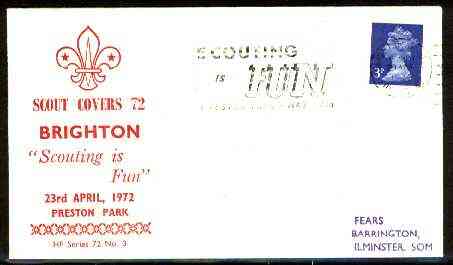 SCOUT COVERS 72
BRIGHTON
"Scouting is
Fun"
23rd APRIL, 1972
PRESTON PARK
HF Series 72 No. 3
SCOUTING
IS FUN
3P
FEARS
BARRINGTON,
ILMINSTER SOM